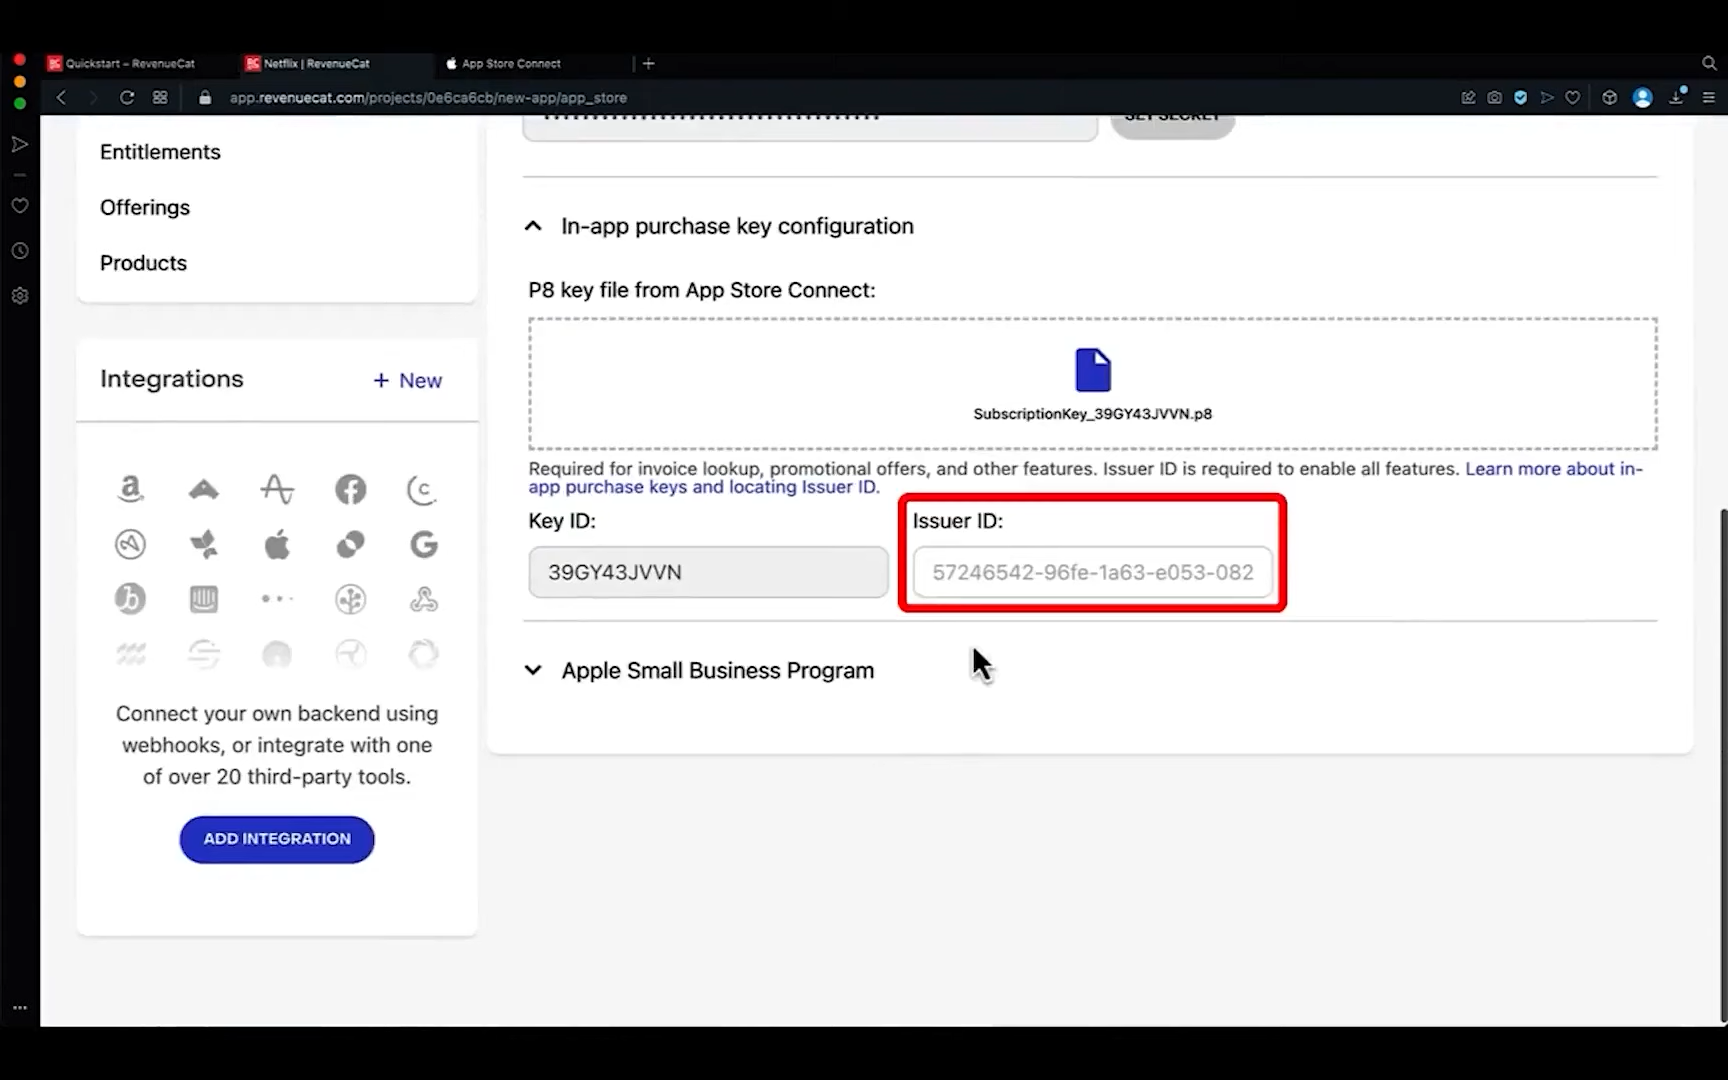 Quickstart – RevenueCat
Netflix | RevenueCat
App Store Connect
app.revenuecat.com/projects/0e6ca6cb/new-app/app_store
SET SECRET
Entitlements
Offerings
Products
In-app purchase key configuration
P8 key file from App Store Connect:
SubscriptionKey_39GY43JVVN.p8
Required for invoice lookup, promotional offers, and other features. Issuer ID is required to enable all features. Learn more about in-
app purchase keys and locating Issuer ID.
Key ID:
39GY43JVVN
Issuer ID:
57246542-96fe-1a63-e053-082
Apple Small Business Program
Integrations
+ New
Connect your own backend using
webhooks, or integrate with one
of over 20 third-party tools.
ADD INTEGRATION